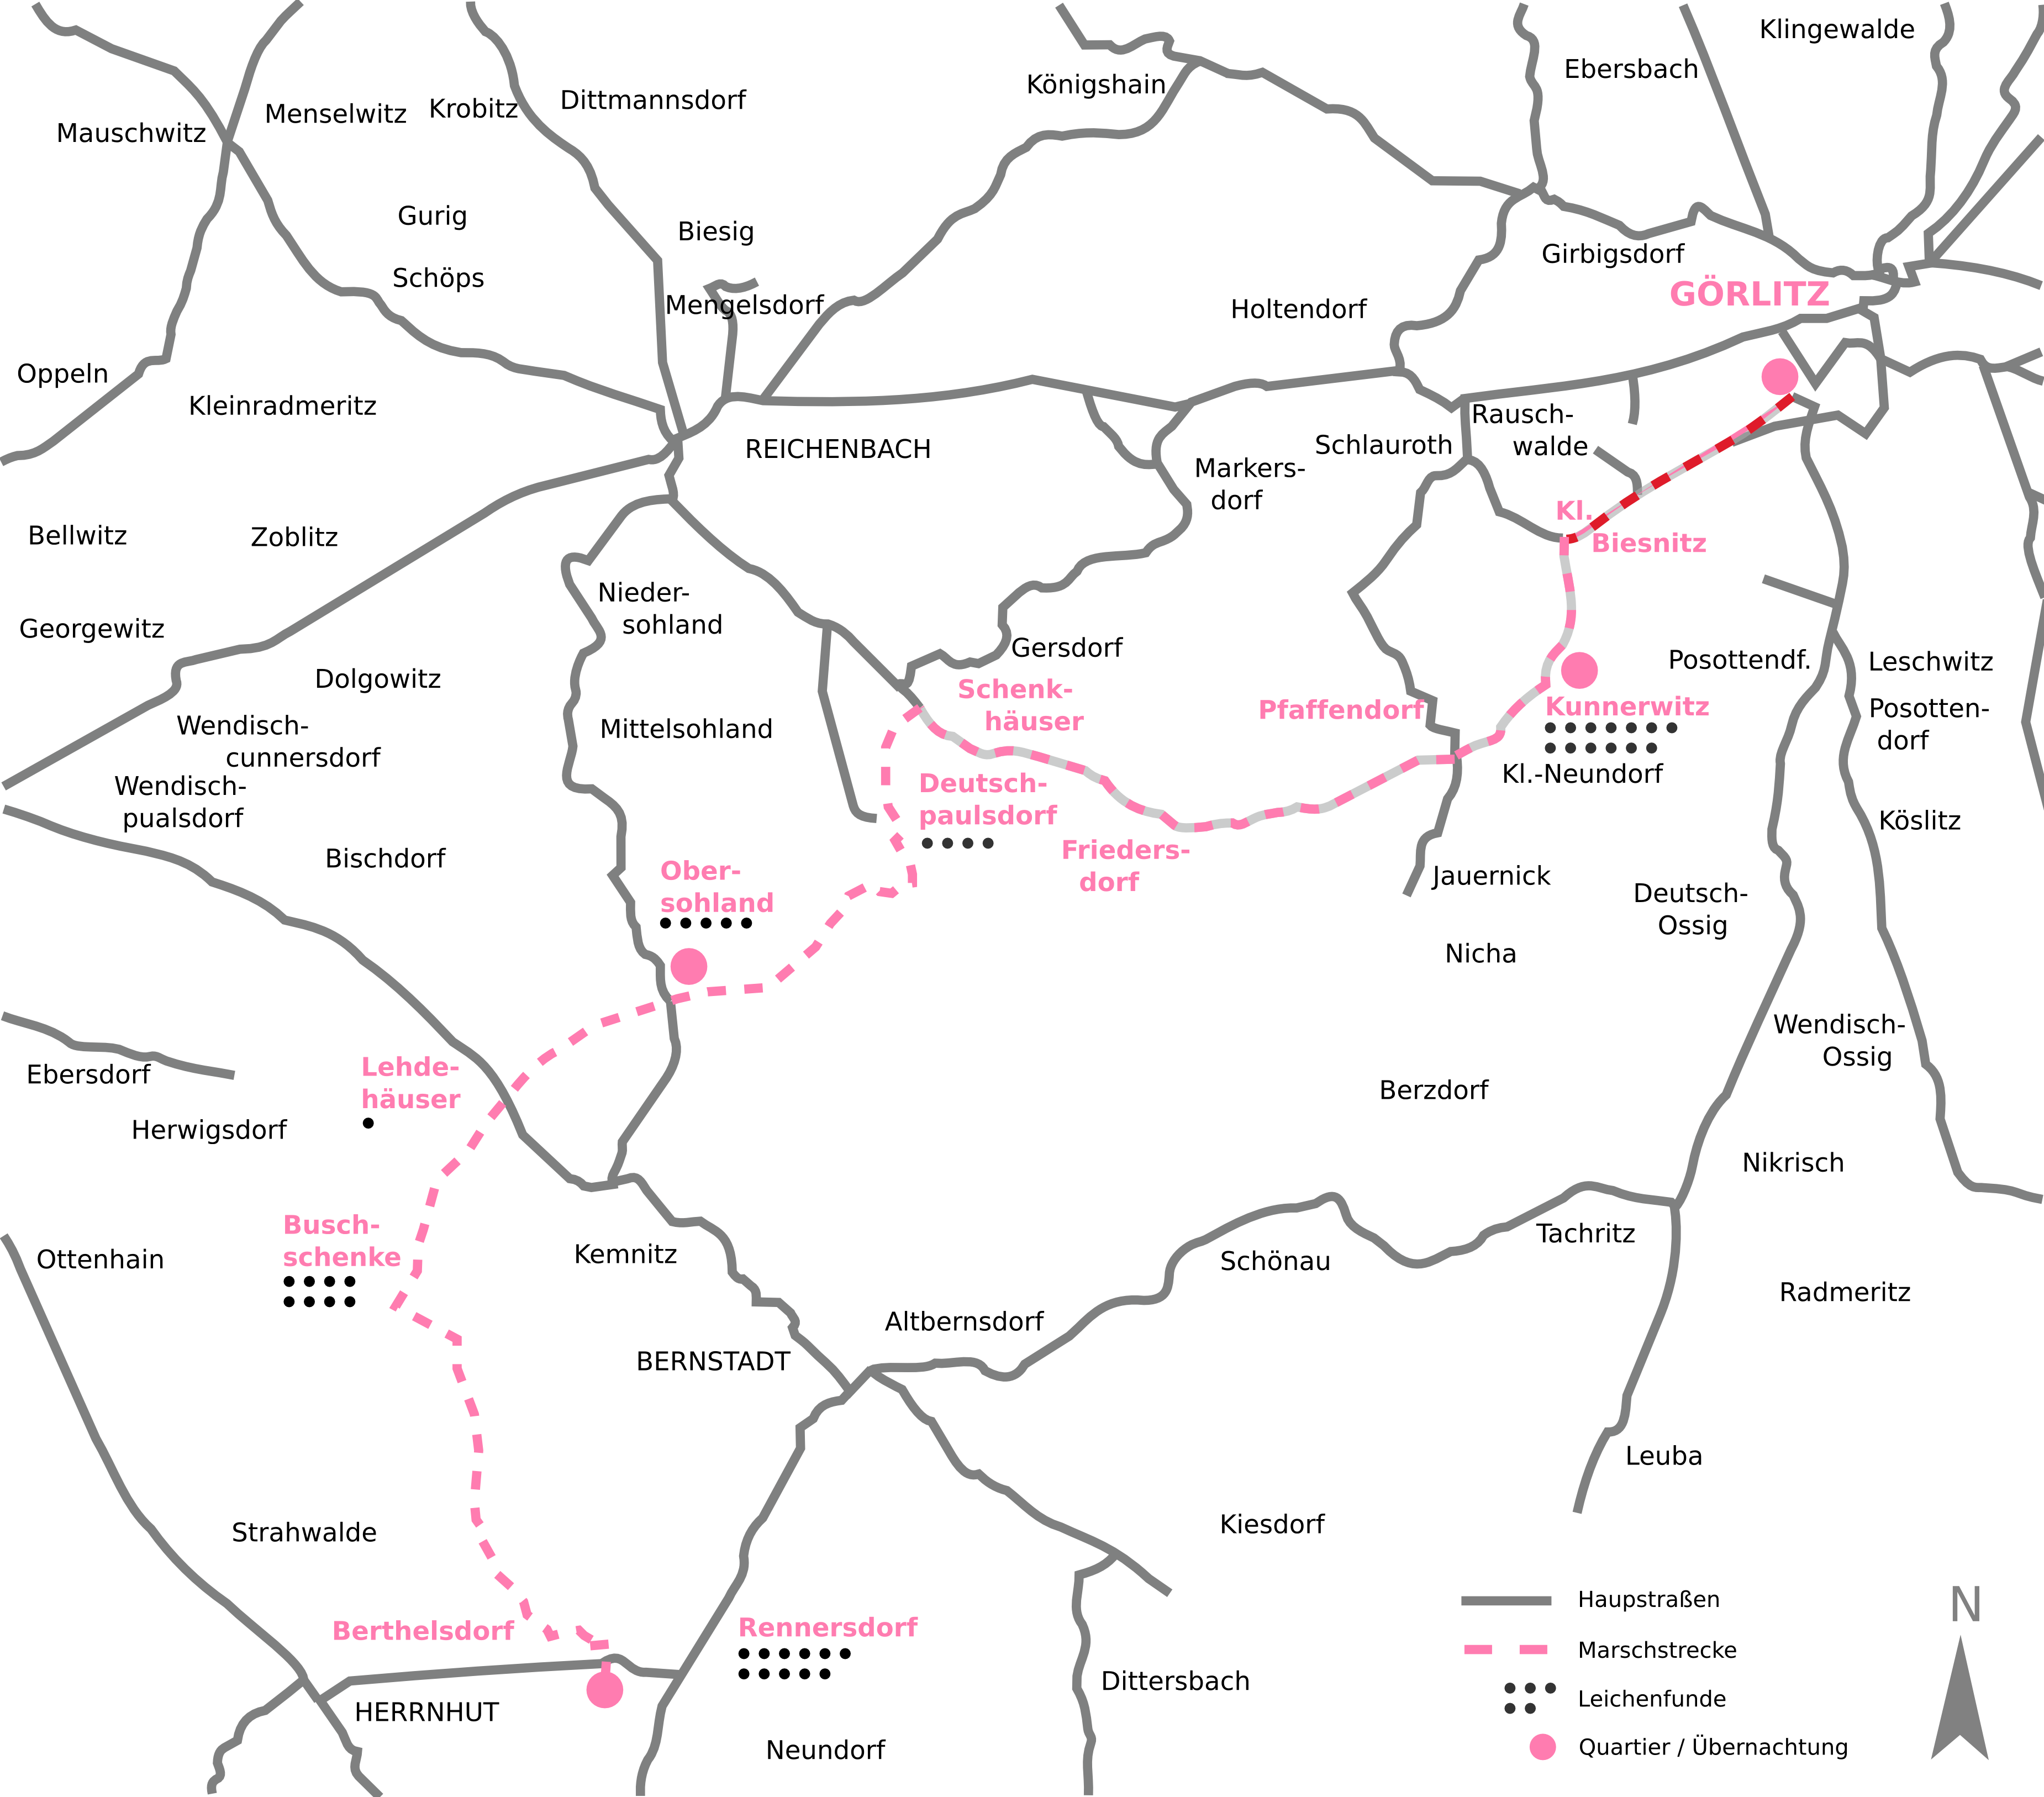 Klingewalde
Ebersbach
Königshain
Dittmannsdorf
Krobitz
Menselwitz
Mauschwitz
Gurig
Biesig
Schöps
Girbigsdorf
GÖRLITZ
Mengelsdorf
Holtendorf
Oppeln
Kleinradmeritz
Rausch-
walde
Schlauroth
REICHENBACH
Markers-
dorf
Kl.
Biesnitz
Bellwitz
Zoblitz
Nieder-
sohland
Georgewitz
Gersdorf
Posottendf.
Leschwitz
Dolgowitz
Schenk-
häuser
Pfaffendorf
Kunnerwitz
Posotten-
dorf
Wendisch-
cunnersdorf
Mittelsohland
Kl.-Neundorf
Wendisch-
pualsdorf
Deutsch-
paulsdorf
Köslitz
Bischdorf
Frieders-
dorf
Ober-
sohland
Jauernick
Deutsch-
Ossig
Nicha
Wendisch-
Ossig
Ebersdorf
Lehde-
häuser
Berzdorf
Herwigsdorf
Nikrisch
Busch-
schenke
Ottenhain
Kemnitz
Schönau
Tachritz
Radmeritz
Altbernsdorf
BERNSTADT
Leuba
Strahwalde
Kiesdorf
Berthelsdorf
Rennersdorf
Dittersbach
HERRNHUT
Neundorf
Haupstraßen
Marschstrecke
Leichenfunde
Quartier / Übernachtung
N